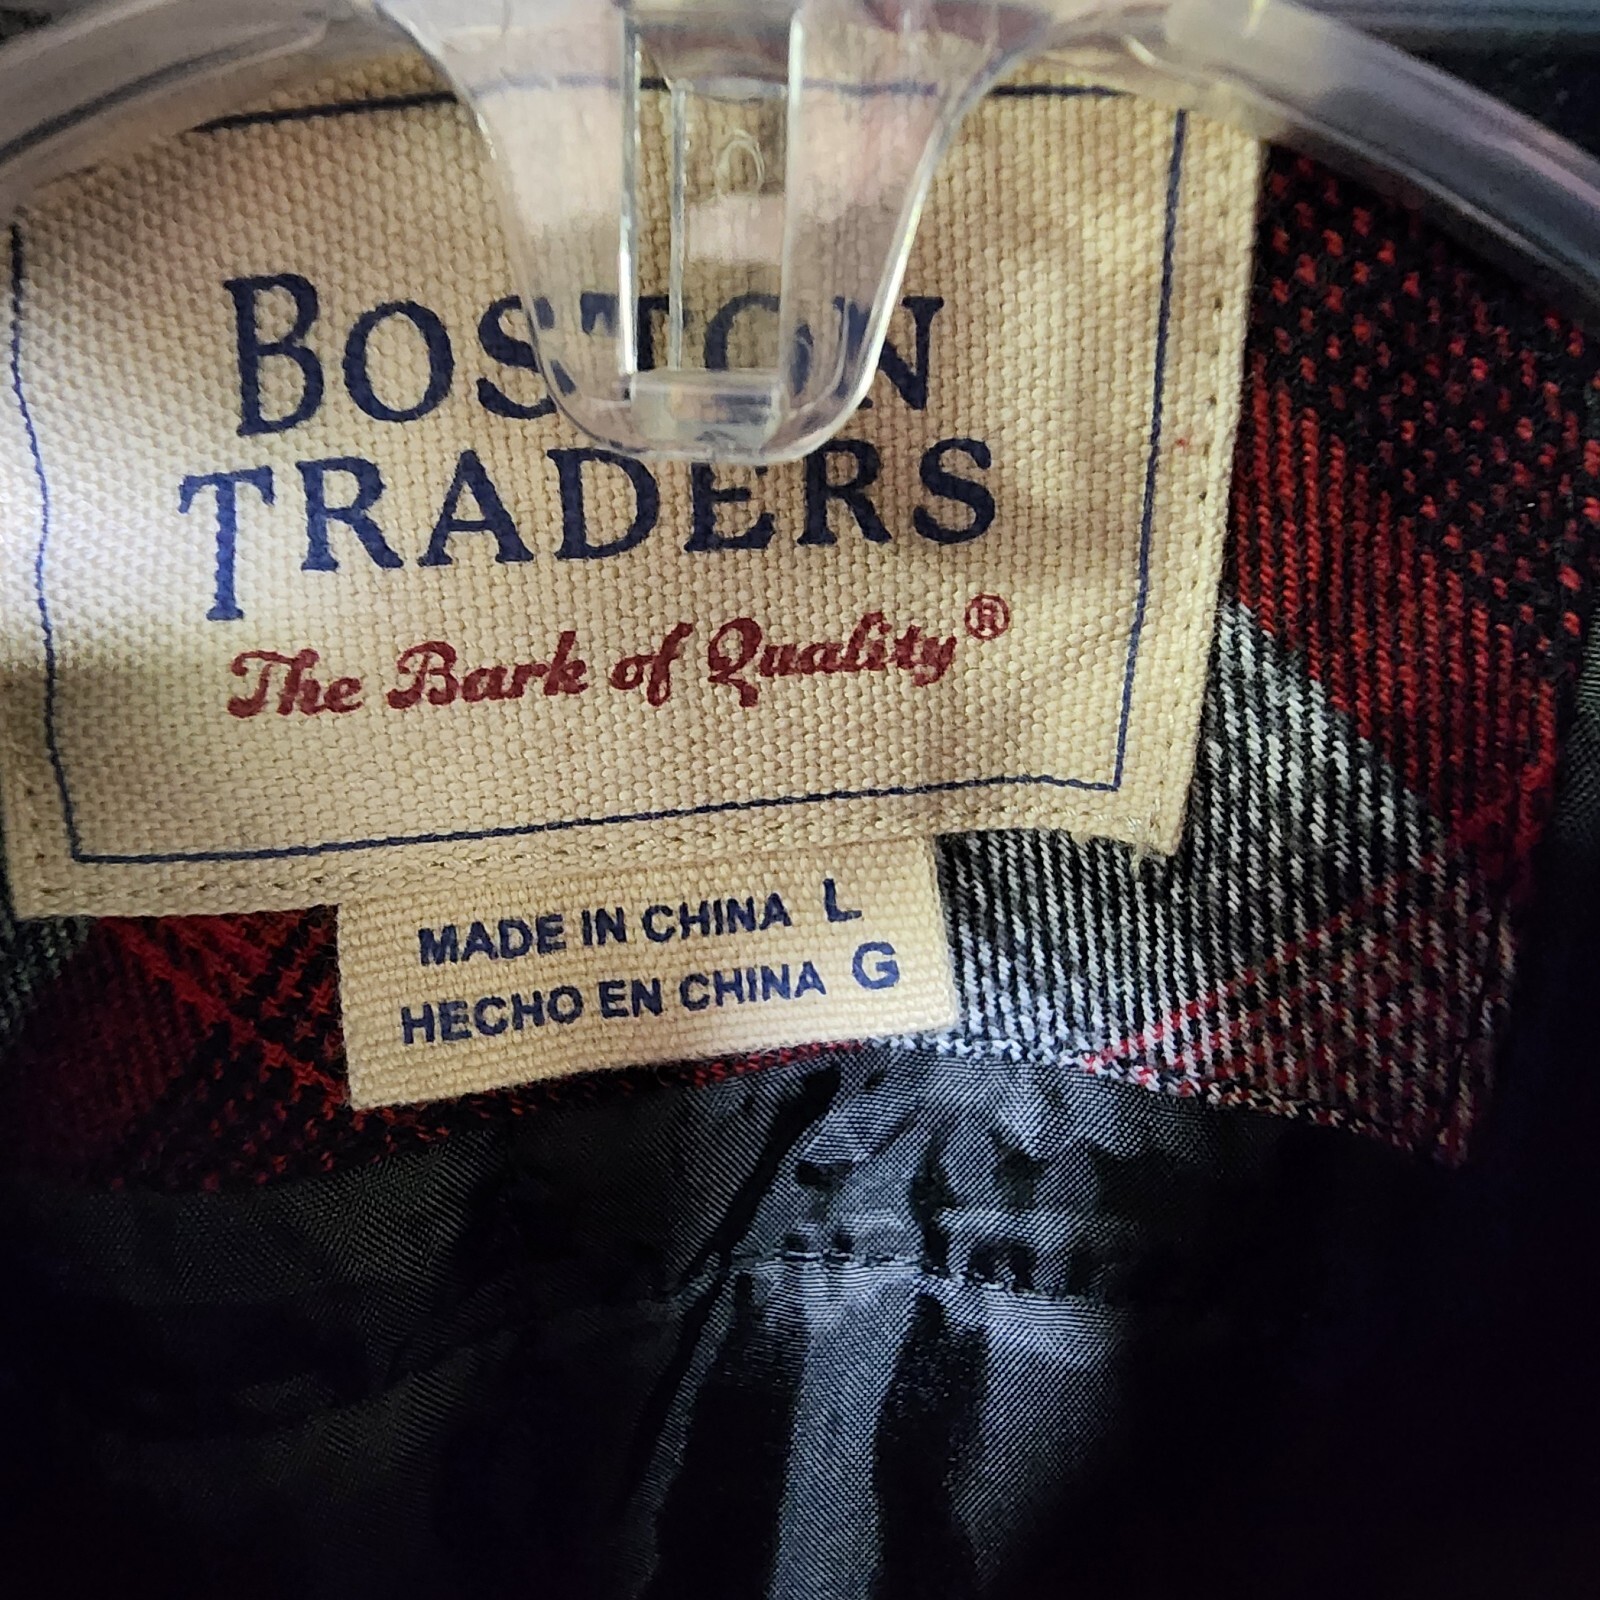 BOSTON
TRADERS
The Bark of Quality®
MADE IN CHINA L
HECHO EN CHINA G